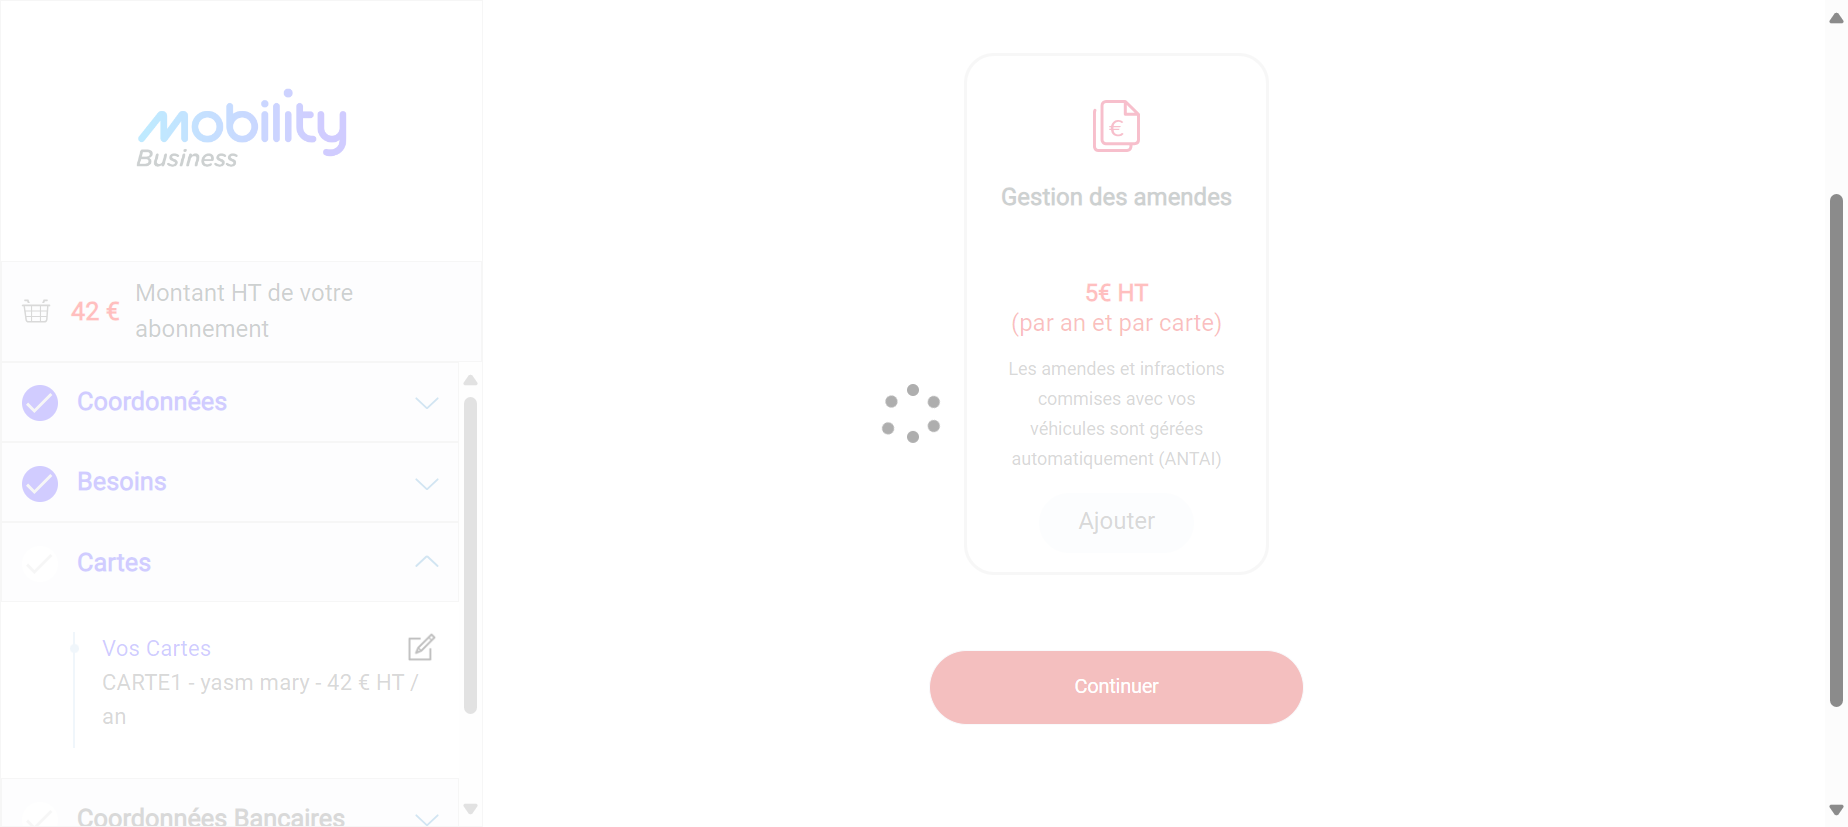 mobility
Business
42 €
Montant HT de votre
abonnement
Coordonnées
Besoins
Cartes
Vos Cartes
CARTE1 - yasm mary - 42 € HT /
an
Coordonnées Bancaires
€
Gestion des amendes
5€ HT
(par an et par carte)
Les amendes et infractions
commises avec vos
véhicules sont gérées
automatiquement (ANTAI)
Ajouter
Continuer